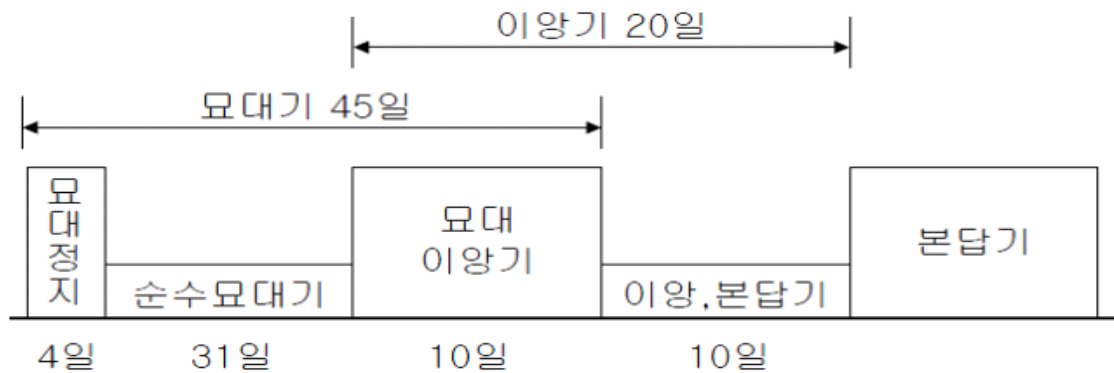 이앙기 20일
묘대기 45일
묘
대
정
지
순수묘대기
묘대
이앙기
이앙,본답기
본답기
4일
31일
10일
10일